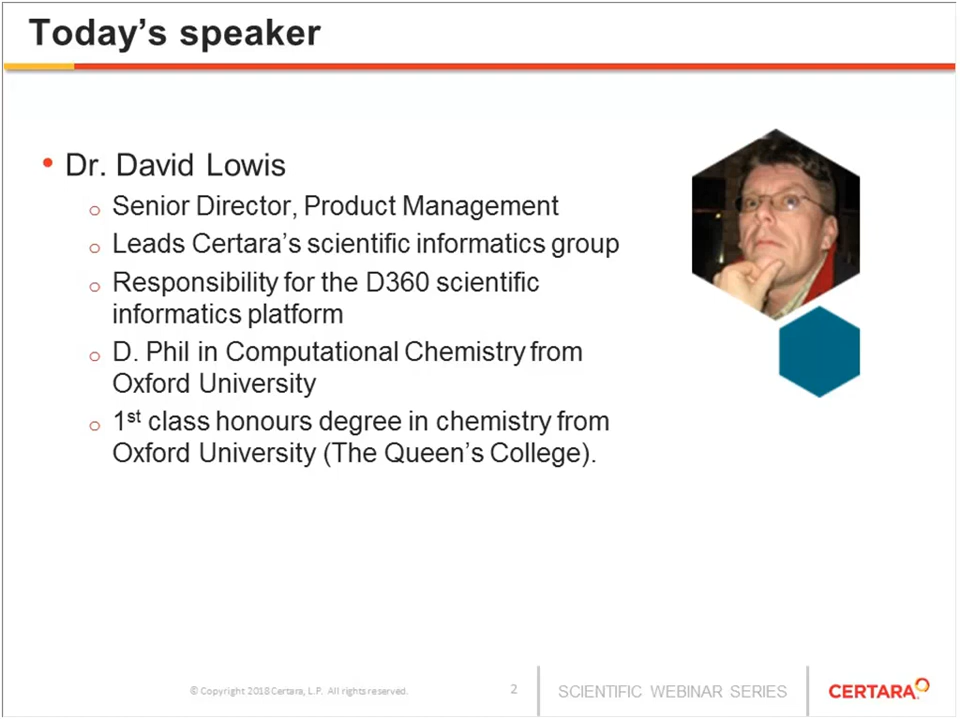 Today’s speaker
• Dr. David Lowis
o Senior Director, Product Management
o Leads Certara’s scientific informatics group
o Responsibility for the D360 scientific
informatics platform
o D. Phil in Computational Chemistry from
Oxford University
o 1st class honours degree in chemistry from
Oxford University (The Queen’s College).
© Copyright 2018 Certara, L.P. All rights reserved.
2
SCIENTIFIC WEBINAR SERIES
CERTARA